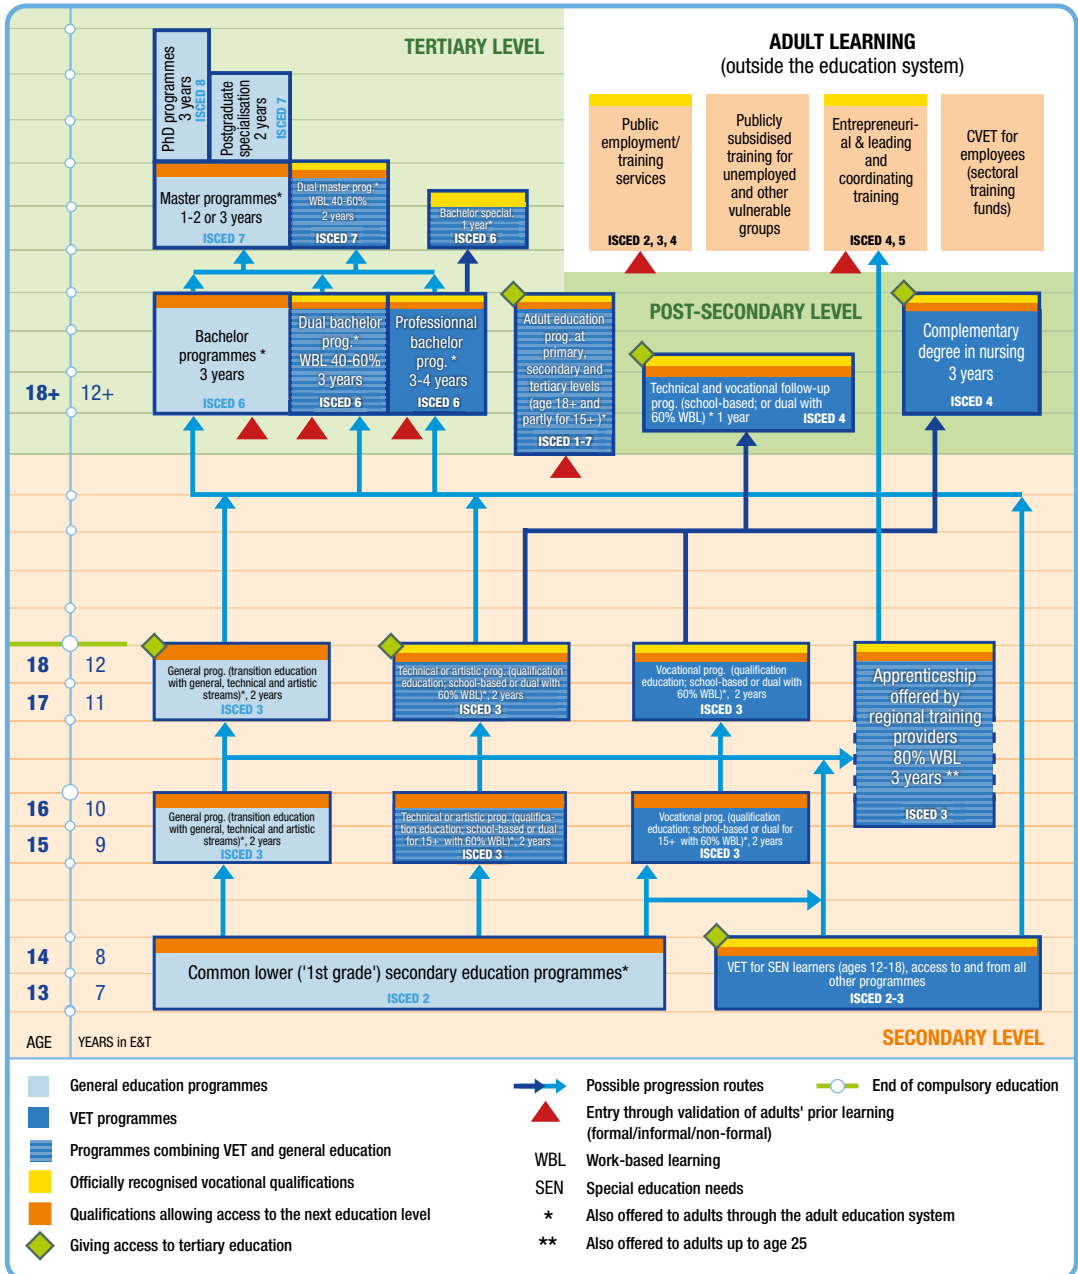 TERTIARY LEVEL
ADULT LEARNING
(outside the education system)
PhD programmes
3 years
ISCED 8
Postgraduate
specialisation
2 years
ISCED 7
Public
employment/
training
services
ISCED 2, 3, 4
Publicly
subsidised
training for
unemployed
and other
vulnerable
groups
Entrepreneuri-
al & leading
and
coordinating
training
ISCED 4, 5
CVET for
employees
(sectoral
training
funds)
Master programmes*
1-2 or 3 years
ISCED 7
Dual master prog.*
WBL 40-60%
2 years
ISCED 7
Bachelor special.
1 year*
ISCED 6
POST-SECONDARY LEVEL
18+ 12+
Bachelor
programmes *
3 years
ISCED 6
Dual bachelor
prog.*
WBL 40-60%
3 years
ISCED 6
Professionnal
bachelor
prog. *
3-4 years
ISCED 6
Adult education
prog. at
primary,
secondary and
tertiary levels
(age 18+ and
partly for 15+ )*
ISCED 1-7
Technical and vocational follow-up
prog. (school-based; or dual with
60% WBL) * 1 year ISCED 4
Complementary
degree in nursing
3 years
ISCED 4
18 12
17 11
General prog. (transition education
with general, technical and artistic
streams)*, 2 years
ISCED 3
Technical or artistic prog. (qualification
education; school-based or dual with
60% WBL)*, 2 years
ISCED 3
Vocational prog. (qualification
education; school-based or dual with
60% WBL)*, 2 years
ISCED 3
Apprenticeship
offered by
regional training
providers
80% WBL
3 years **
ISCED 3
16 10
15 9
General prog. (transition education
with general, technical and artistic
streams)*, 2 years
ISCED 3
Technical or artistic prog. (qualifica-
tion education; school-based or dual
for 15+ with 60% WBL)*, 2 years
ISCED 3
Vocational prog. (qualification
education; school-based or dual for
15+ with 60% WBL)*, 2 years
ISCED 3
14 8
13 7
Common lower ('1st grade') secondary education programmes*
ISCED 2
VET for SEN learners (ages 12-18), access to and from all
other programmes
ISCED 2-3
AGE YEARS in E&T
SECONDARY LEVEL
General education programmes
VET programmes
Programmes combining VET and general education
Officially recognised vocational qualifications
Qualifications allowing access to the next education level
Giving access to tertiary education
Possible progression routes
End of compulsory education
Entry through validation of adults' prior learning
(formal/informal/non-formal)
WBL Work-based learning
SEN Special education needs
* Also offered to adults through the adult education system
** Also offered to adults up to age 25